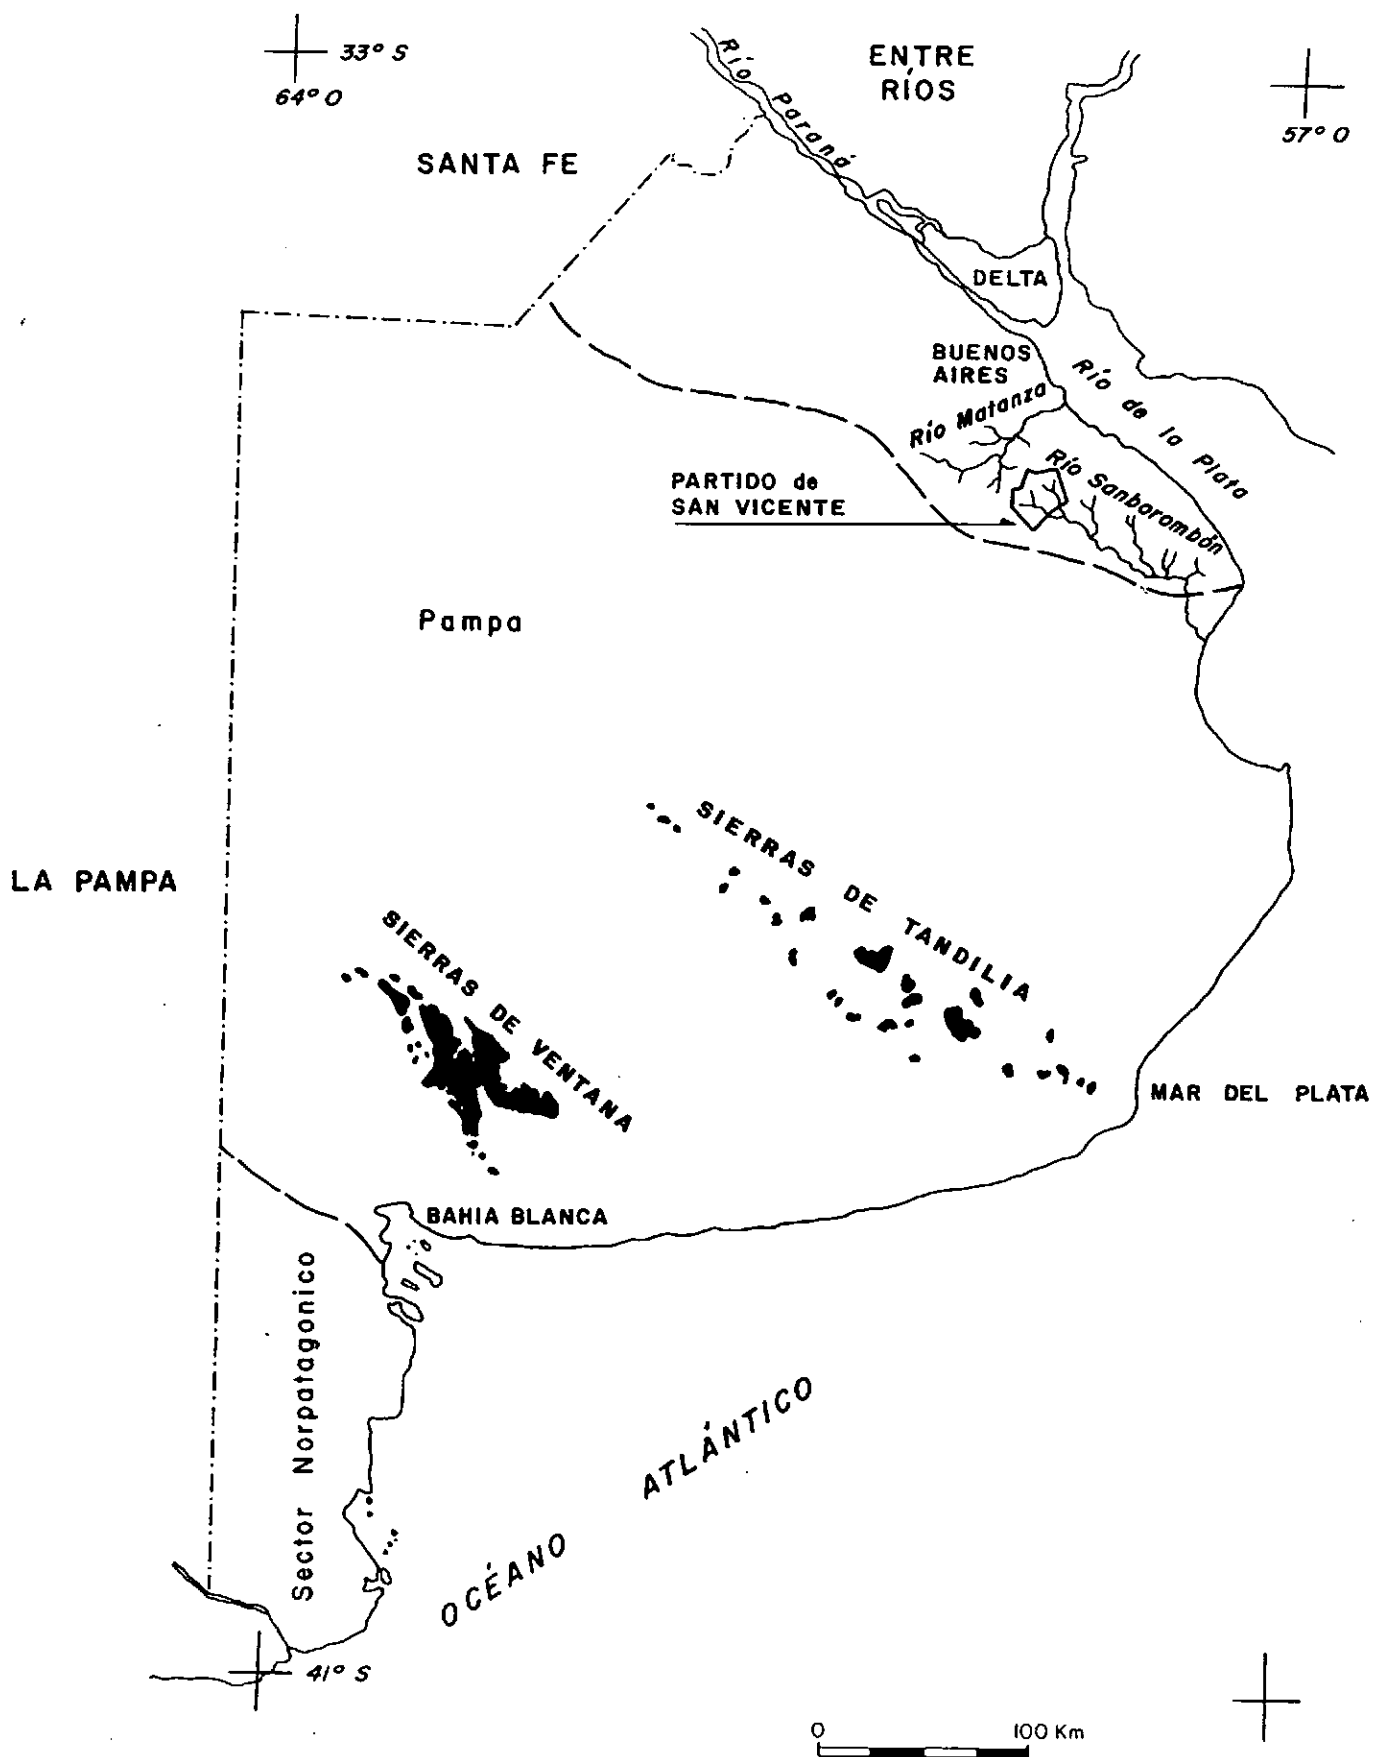 33° S
64° O
ENTRE
RÍOS
57° O
Río Paraná
SANTA FE
DELTA
BUENOS
AIRES
Río de la Plata
Río Matanza
Río Sanborombón
PARTIDO de
SAN VICENTE
Pampa
SIERRAS DE TANDILIA
LA PAMPA
SIERRAS DE VENTANA
MAR DEL PLATA
BAHIA BLANCA
Sector Norpatagonico
OCÉANO ATLÁNTICO
41° S
0 100 Km